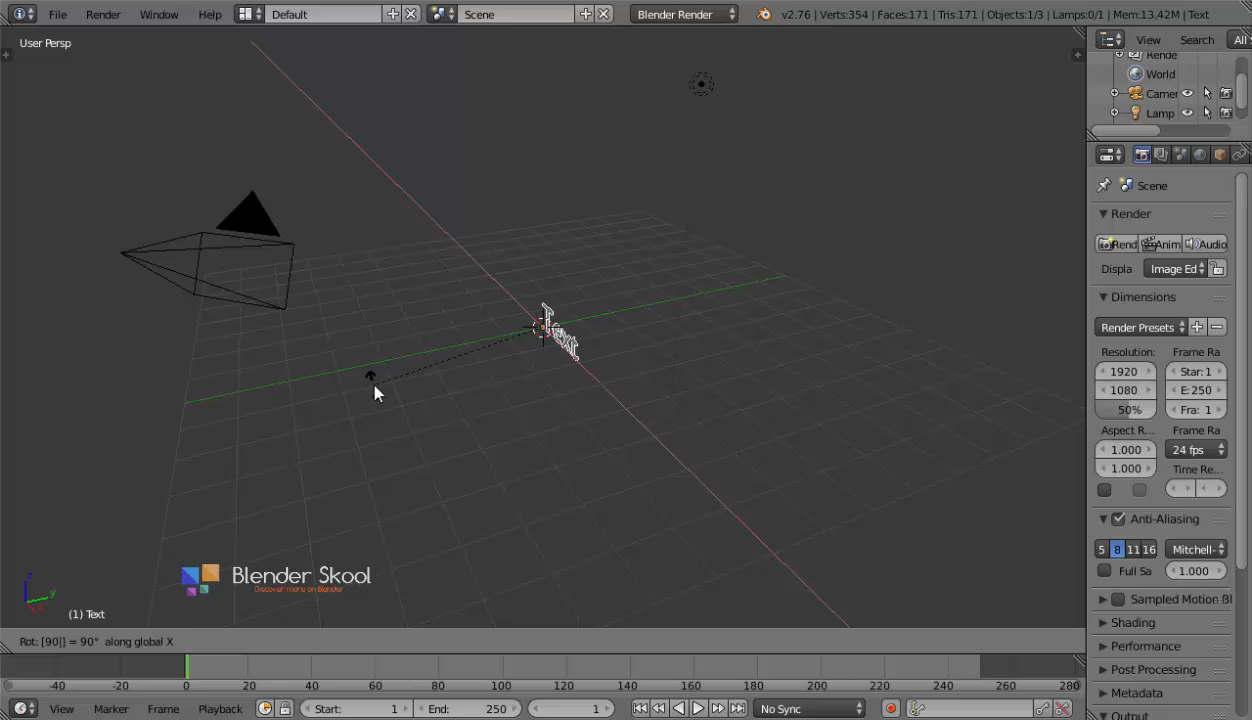 File Render Window Help Default Scene Blender Render v2.76 | Verts:354 | Faces:171 | Tris:171 | Objects:1/3 | Lamps:0/1 | Mem:13.42M | Text
User Persp
View Search All S
Rende
World
Camer
Lamp
Scene
Render
Rend Anim Audio
Displa Image Ed
Dimensions
Render Presets
Resolution: Frame Ra
1920 Star: 1
1080 E: 250
50% Fra: 1
Aspect R... Frame Ra
1.000 24 fps
1.000 Time Re...
Anti-Aliasing
5 8 11 16 Mitchell-
Full Sa 1.000
Sampled Motion Bl
Shading
Performance
Post Processing
Metadata
Output
Text
z
y
x
Blender Skool
Discover more on Blender
(1) Text
Rot: [90|] = 90° along global X
-40 -20 0 20 40 60 80 100 120 140 160 180 200 220 240 260 280
View Marker Frame Playback Start: 1 End: 250 1 No Sync